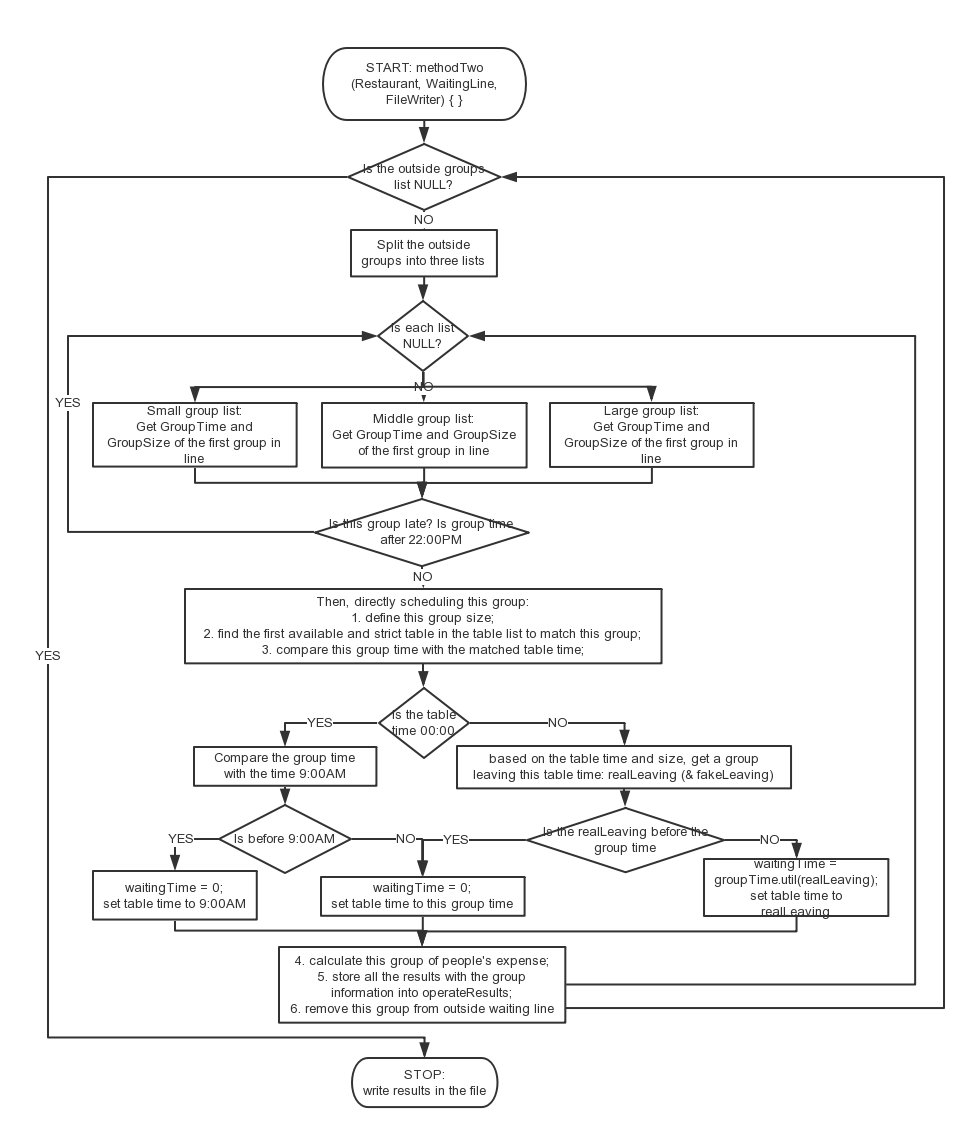 START: methodTwo
(Restaurant, WaitingLine,
FileWriter) { }
Is the outside groups
list NULL?
NO
Split the outside
groups into three lists
Is each list
NULL?
NO
YES
Small group list:
Get GroupTime and
GroupSize of the first group in
line
Middle group list:
Get GroupTime and GroupSize
of the first group in line
Large group list:
Get GroupTime and
GroupSize of the first group in
line
Is this group late? Is group time
after 22:00PM
NO
Then, directly scheduling this group:
1. define this group size;
2. find the first available and strict table in the table list to match this group;
3. compare this group time with the matched table time;
YES
Is the table
time 00:00
YES
NO
Compare the group time
with the time 9:00AM
based on the table time and size, get a group
leaving this table time: realLeaving (& fakeLeaving)
YES
Is before 9:00AM
NO
YES
Is the realLeaving before the
group time
NO
waitingTime = 0;
set table time to 9:00AM
waitingTime = 0;
set table time to this group time
waitingTime =
groupTime.util(realLeaving);
set table time to
realLeaving
4. calculate this group of people's expense;
5. store all the results with the group
information into operateResults;
6. remove this group from outside waiting line
STOP:
write results in the file